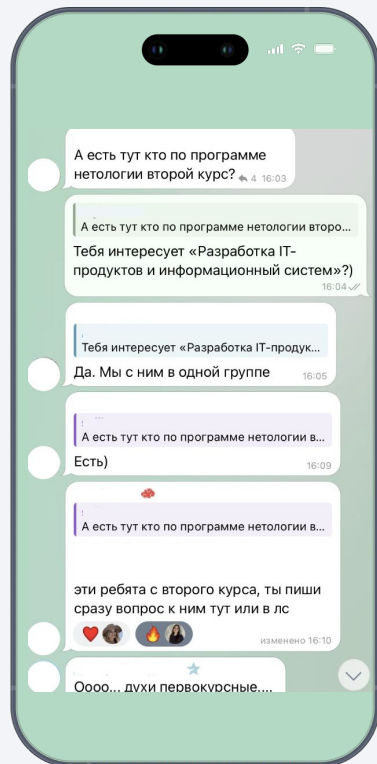 А есть тут кто по программе
нетологии второй курс? 4 16:03
А есть тут кто по программе нетологии второ...
Тебя интересует «Разработка IT-
продуктов и информационный систем»?)
16:04
Тебя интересует «Разработка IT-продук...
Да. Мы с ним в одной группе 16:05
А есть тут кто по программе нетологии в...
Есть) 16:09
А есть тут кто по программе нетологии в...
эти ребята с второго курса, ты пиши
сразу вопрос к ним тут или в лс
изменено 16:10
Оооо... духи первокурсные....